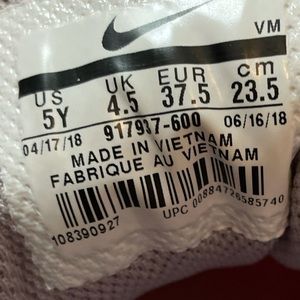 VM
US UK EUR cm
5Y 4.5 37.5 23.5
04/17/18 917937-600 06/16/18
MADE IN VIETNAM
FABRIQUE AU VIETNAM
108390927
UPC 00884726585740